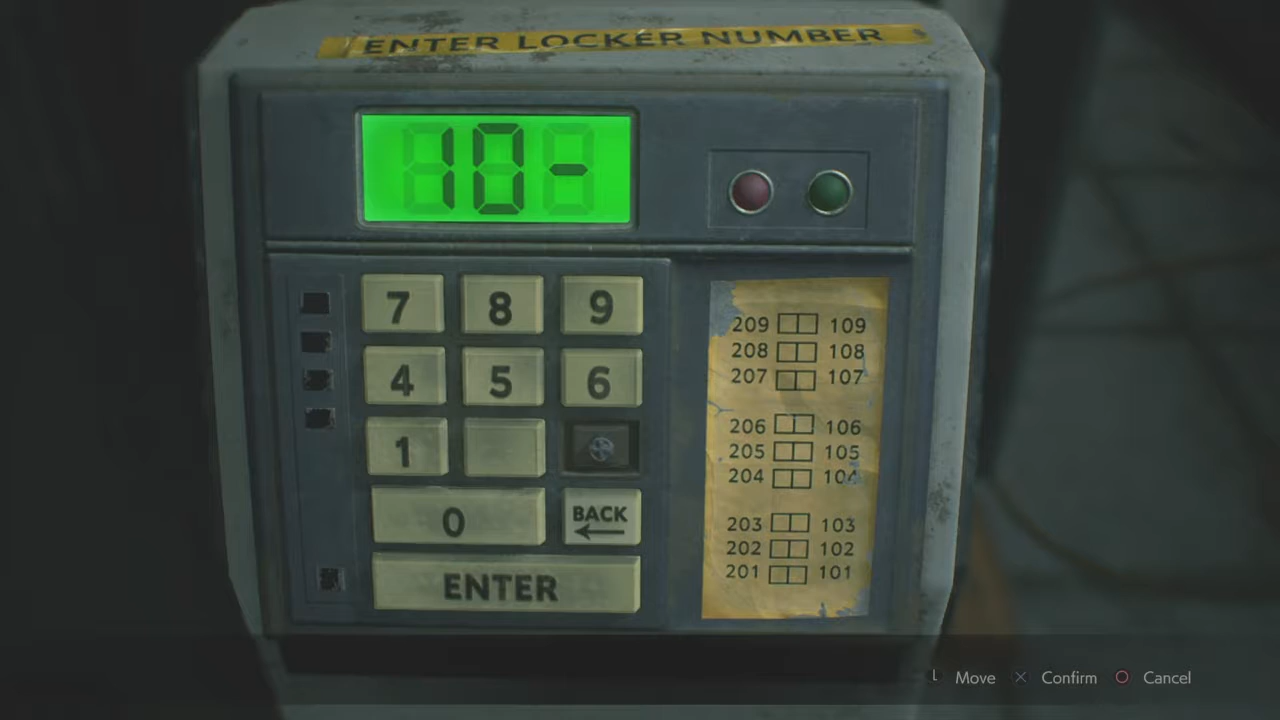 ENTER LOCKER NUMBER
10-
7 8 9
4 5 6
1
0 BACK
ENTER
209 109
208 108
207 107
206 106
205 105
204 104
203 103
202 102
201 101
L Move X Confirm O Cancel